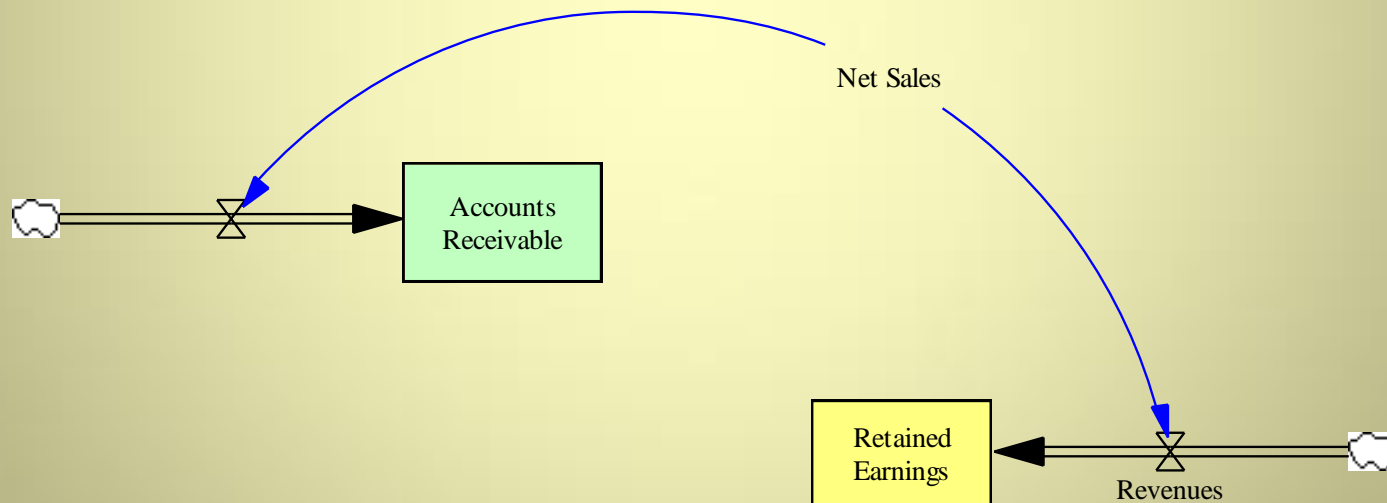 Net Sales
Accounts
Receivable
Retained
Earnings
Revenues